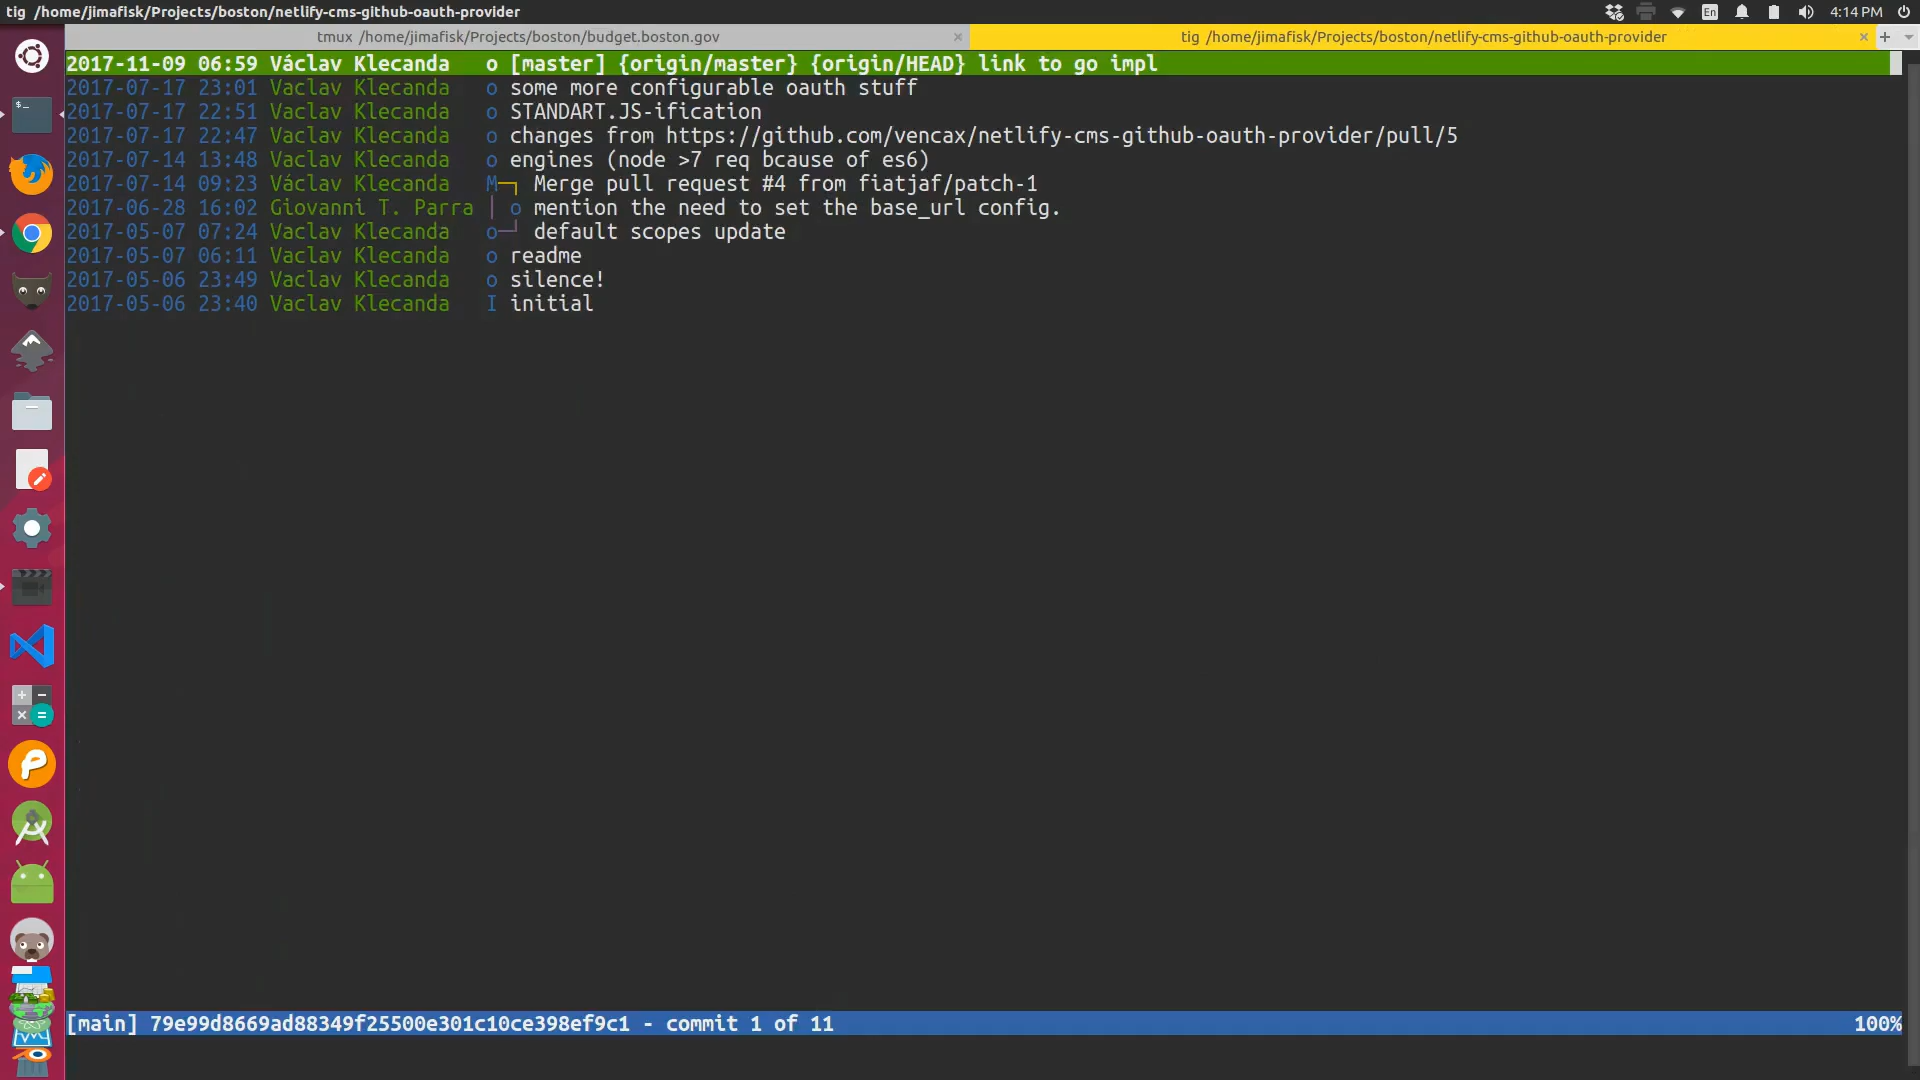 tig /home/jimafisk/Projects/boston/netlify-cms-github-oauth-provider
En
4:14 PM
tmux /home/jimafisk/Projects/boston/budget.boston.gov ×
tig /home/jimafisk/Projects/boston/netlify-cms-github-oauth-provider × +
2017-11-09 06:59 Václav Klecanda o [master] {origin/master} {origin/HEAD} link to go impl
2017-07-17 23:01 Vaclav Klecanda o some more configurable oauth stuff
2017-07-17 22:51 Vaclav Klecanda o STANDART.JS-ification
2017-07-17 22:47 Vaclav Klecanda o changes from https://github.com/vencax/netlify-cms-github-oauth-provider/pull/5
2017-07-14 13:48 Vaclav Klecanda o engines (node >7 req bcause of es6)
2017-07-14 09:23 Václav Klecanda M─┐ Merge pull request #4 from fiatjaf/patch-1
2017-06-28 16:02 Giovanni T. Parra │ o mention the need to set the base_url config.
2017-05-07 07:24 Vaclav Klecanda o─┘ default scopes update
2017-05-07 06:11 Vaclav Klecanda o readme
2017-05-06 23:49 Vaclav Klecanda o silence!
2017-05-06 23:40 Vaclav Klecanda I initial
[main] 79e99d8669ad88349f25500e301c10ce398ef9c1 - commit 1 of 11 100%